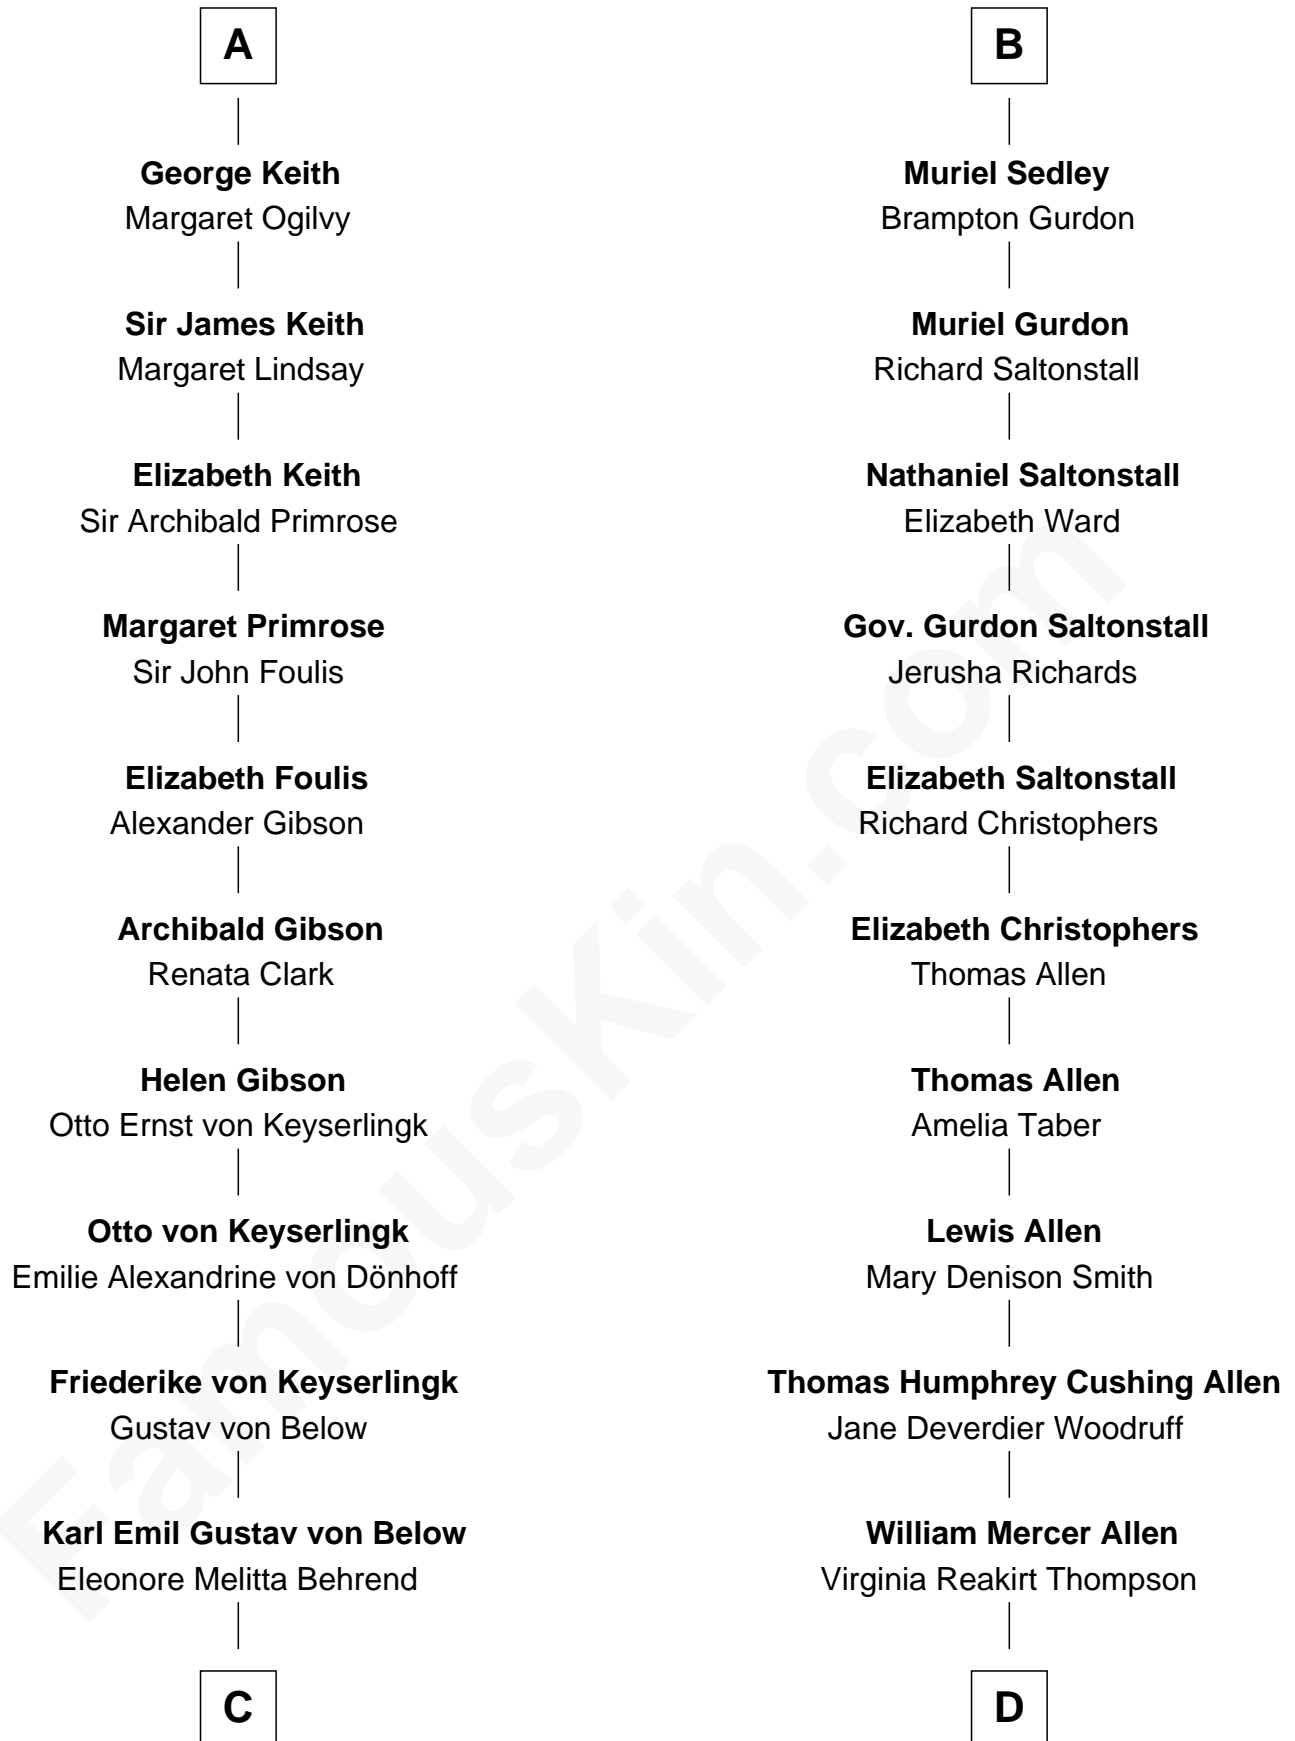 A
George Keith
Margaret Ogilvy
Sir James Keith
Margaret Lindsay
Elizabeth Keith
Sir Archibald Primrose
Margaret Primrose
Sir John Foulis
Elizabeth Foulis
Alexander Gibson
Archibald Gibson
Renata Clark
Helen Gibson
Otto Ernst von Keyserlingk
Otto von Keyserlingk
Emilie Alexandrine von Dönhoff
Friederike von Keyserlingk
Gustav von Below
Karl Emil Gustav von Below
Eleonore Melitta Behrend
C
B
Muriel Sedley
Brampton Gurdon
Muriel Gurdon
Richard Saltonstall
Nathaniel Saltonstall
Elizabeth Ward
Gov. Gurdon Saltonstall
Jerusha Richards
Elizabeth Saltonstall
Richard Christophers
Elizabeth Christophers
Thomas Allen
Thomas Allen
Amelia Taber
Lewis Allen
Mary Denison Smith
Thomas Humphrey Cushing Allen
Jane Deverdier Woodruff
William Mercer Allen
Virginia Reakirt Thompson
D
FamousKin.com